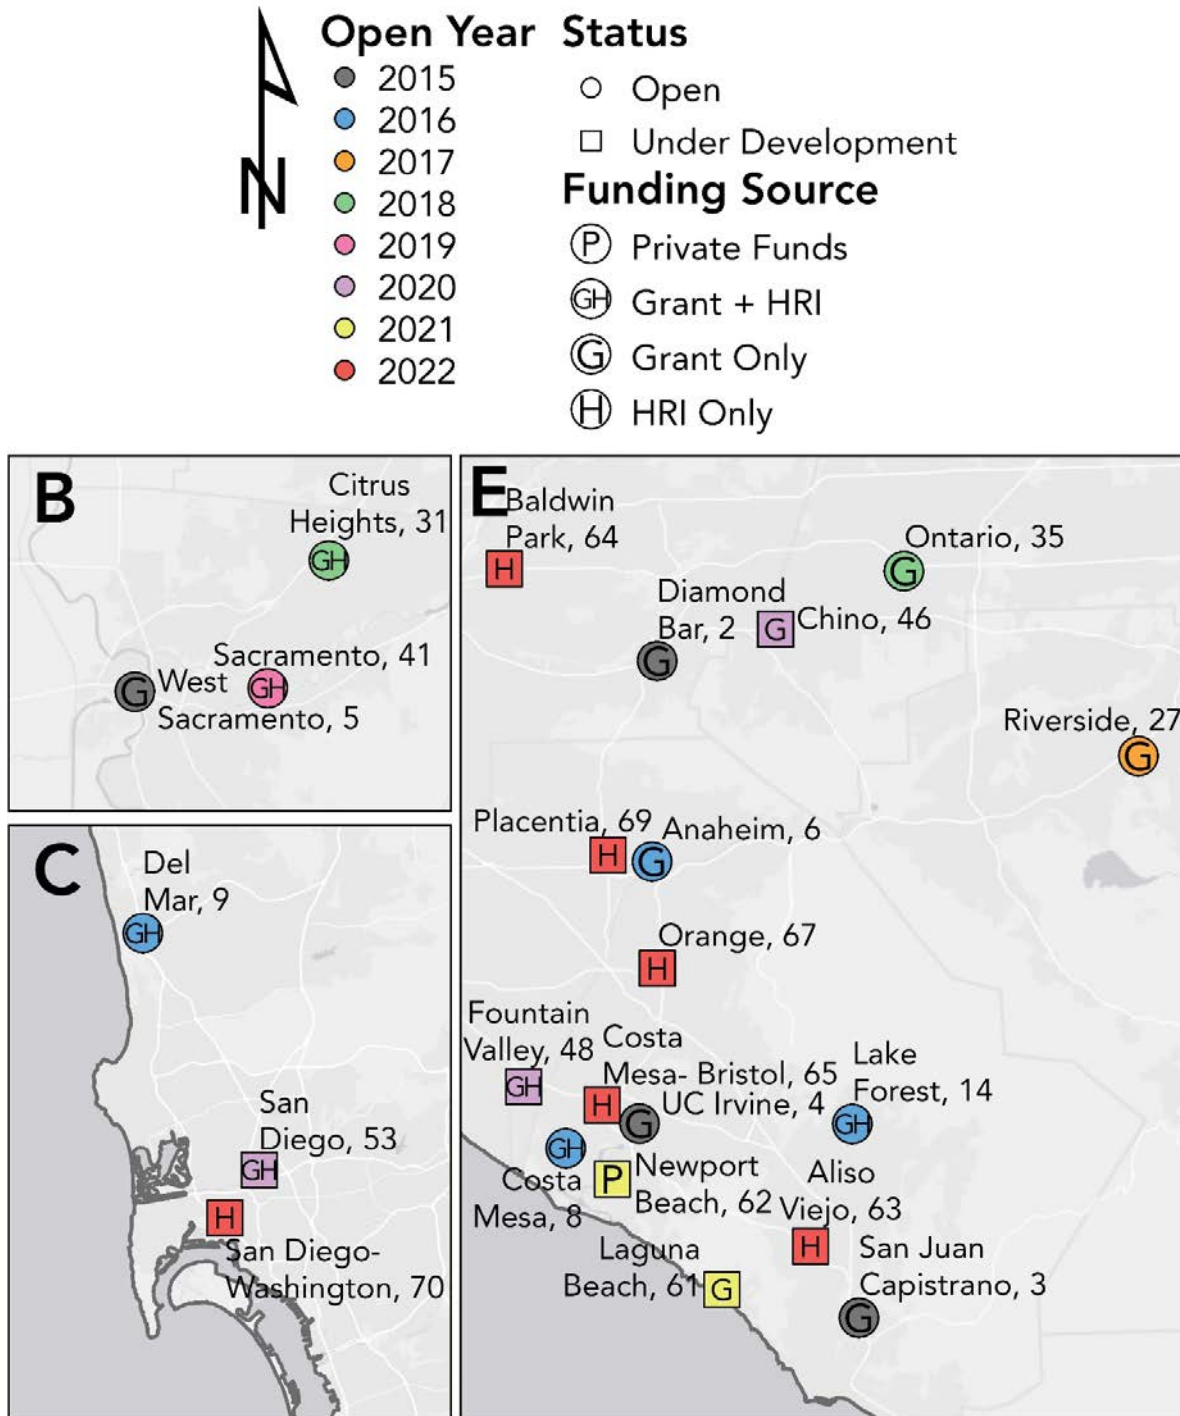 Open Year
2015
2016
2017
2018
2019
2020
2021
2022
N
Status
Open
Under Development
Funding Source
P Private Funds
GH Grant + HRI
G Grant Only
H HRI Only
B
Citrus
Heights, 31
GH
Sacramento, 41
GH
G
West
Sacramento, 5
C
Del
Mar, 9
GH
San
Diego, 53
GH
H
San Diego-
Washington, 70
E
Baldwin
Park, 64
H
Ontario, 35
G
Diamond
Bar, 2
G
G
Chino, 46
Riverside, 27
G
Placentia, 69
H
Anaheim, 6
G
Orange, 67
H
Fountain
Valley, 48
GH
Costa
Mesa- Bristol, 65
H
UC Irvine, 4
G
Lake
Forest, 14
GH
GH
Costa
Mesa, 8
P
Newport
Beach, 62
Aliso
Viejo, 63
H
Laguna
Beach, 61
G
San Juan
Capistrano, 3
G